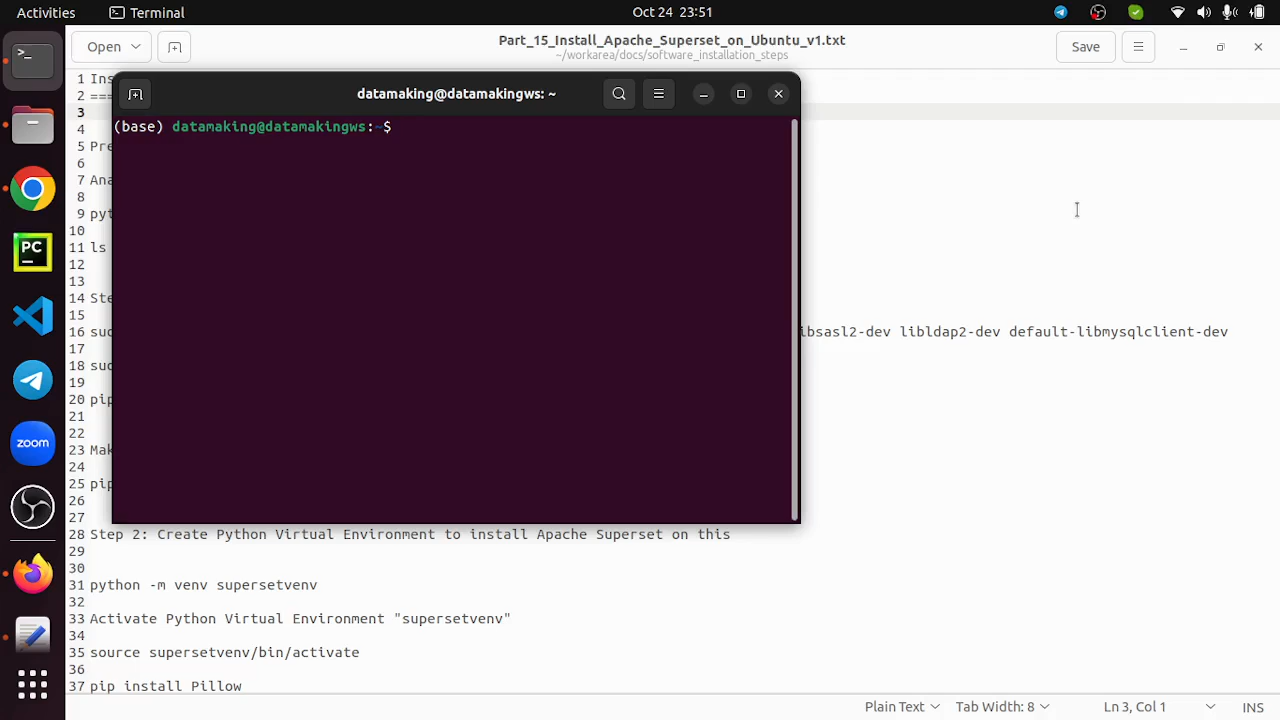 Activities
Terminal
Oct 24 23:51
Open
Part_15_Install_Apache_Superset_on_Ubuntu_v1.txt
~/workarea/docs/software_installation_steps
Save
datamaking@datamakingws: ~
(base) datamaking@datamakingws:~$
1 Ins
2 ===
3
4
5 Pre
6
7 Ana
8
9 pyt
10
11 ls
12
13
14 Ste
15
16 sud
ibsasl2-dev libldap2-dev default-libmysqlclient-dev
17
18 sud
19
20 pip
21
22
23 Mak
24
25 pip
26
27
28 Step 2: Create Python Virtual Environment to install Apache Superset on this
29
30
31 python -m venv supersetvenv
32
33 Activate Python Virtual Environment "supersetvenv"
34
35 source supersetvenv/bin/activate
36
37 pip install Pillow
PC
zoom
Plain Text
Tab Width: 8
Ln 3, Col 1
INS